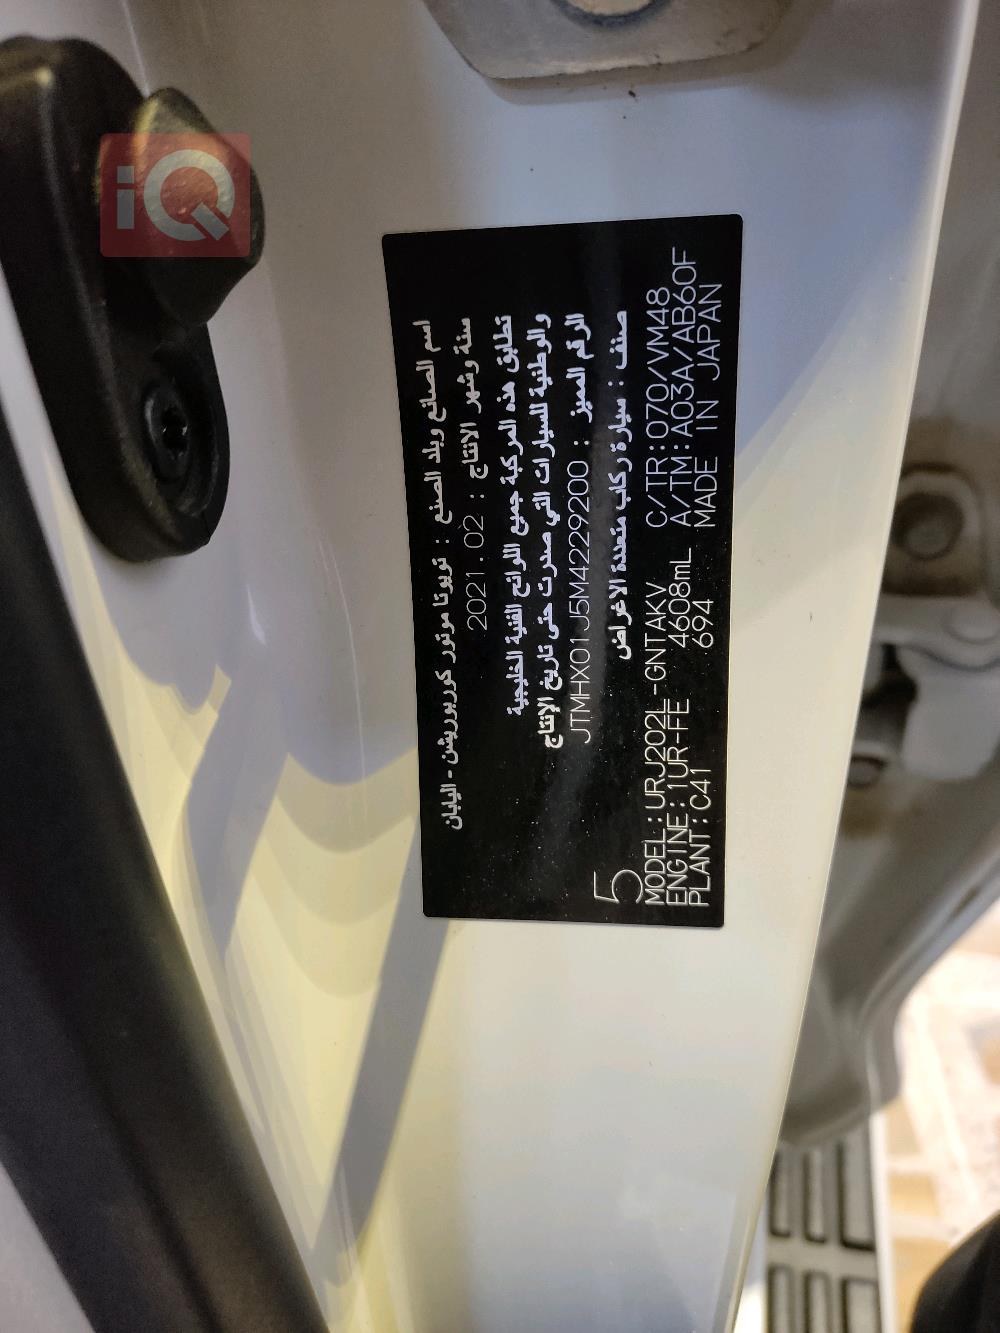 اسم الصانع وبلد الصنع : تويوتا موتور كوربوريشن - اليابان
سنة وشهر الانتاج : 2021.02
تطابق هذه المركبة جميع اللوائح الفنية الخليجية
والوطنية للسيارات التي صدرت حتى تاريخ الإنتاج
الرقم المميز : JTMHX01J5M4229200
صنف : سيارة ركاب متعددة الاغراض
5
MODEL:URJ202L-GNTAKV C/TR:070/VM48
ENGINE:1UR-FE 4608mL A/TM:A03A/AB60F
PLANT:C41 694 MADE IN JAPAN
iQ